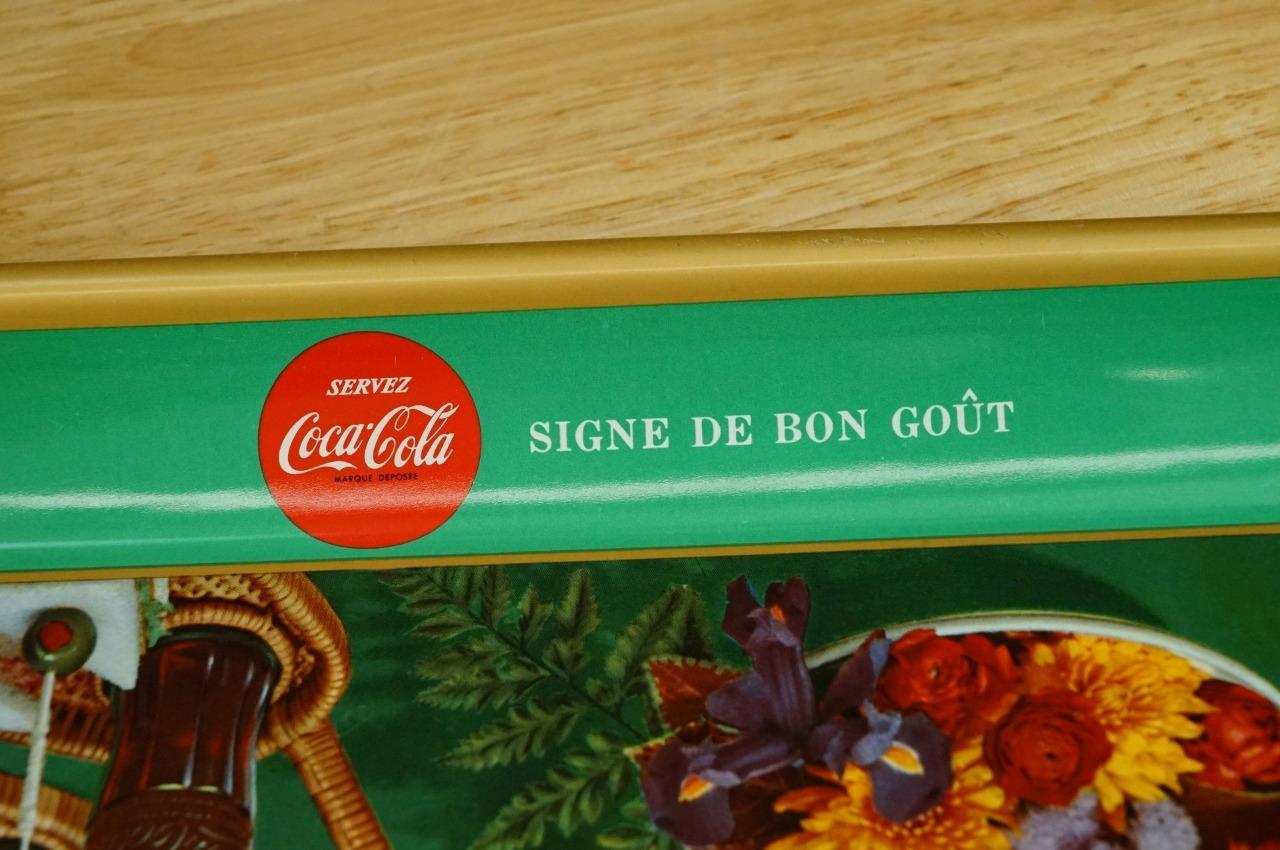 SERVEZ
Coca-Cola
MARQUE DÉPOSÉE
SIGNE DE BON GOÛT